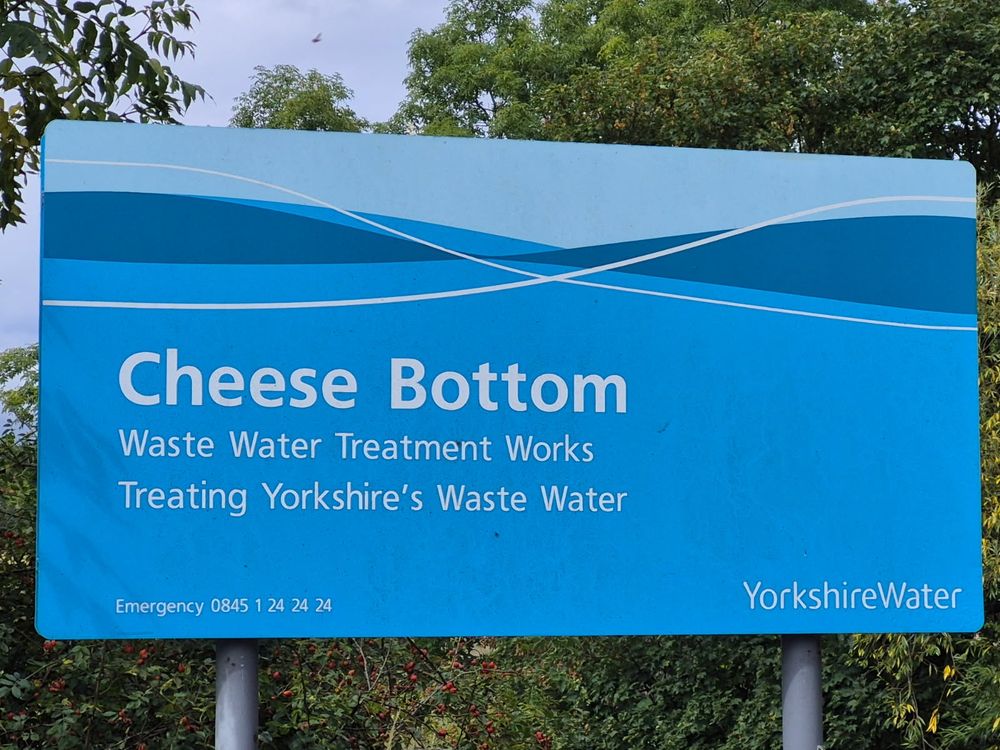 Cheese Bottom
Waste Water Treatment Works
Treating Yorkshire's Waste Water
Emergency 0845 1 24 24 24
YorkshireWater